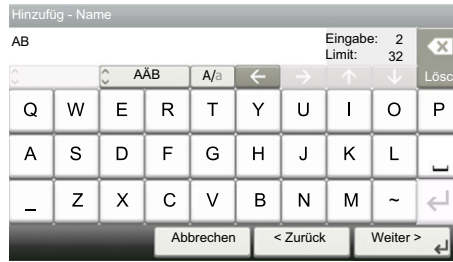 Hinzufüg - Name
AB
Eingabe: 2
Limit: 32
AÄB A/a ← → ↑ ↓ Lösc
Q W E R T Y U I O P
A S D F G H J K L
_ Z X C V B N M ~
Abbrechen < Zurück Weiter >